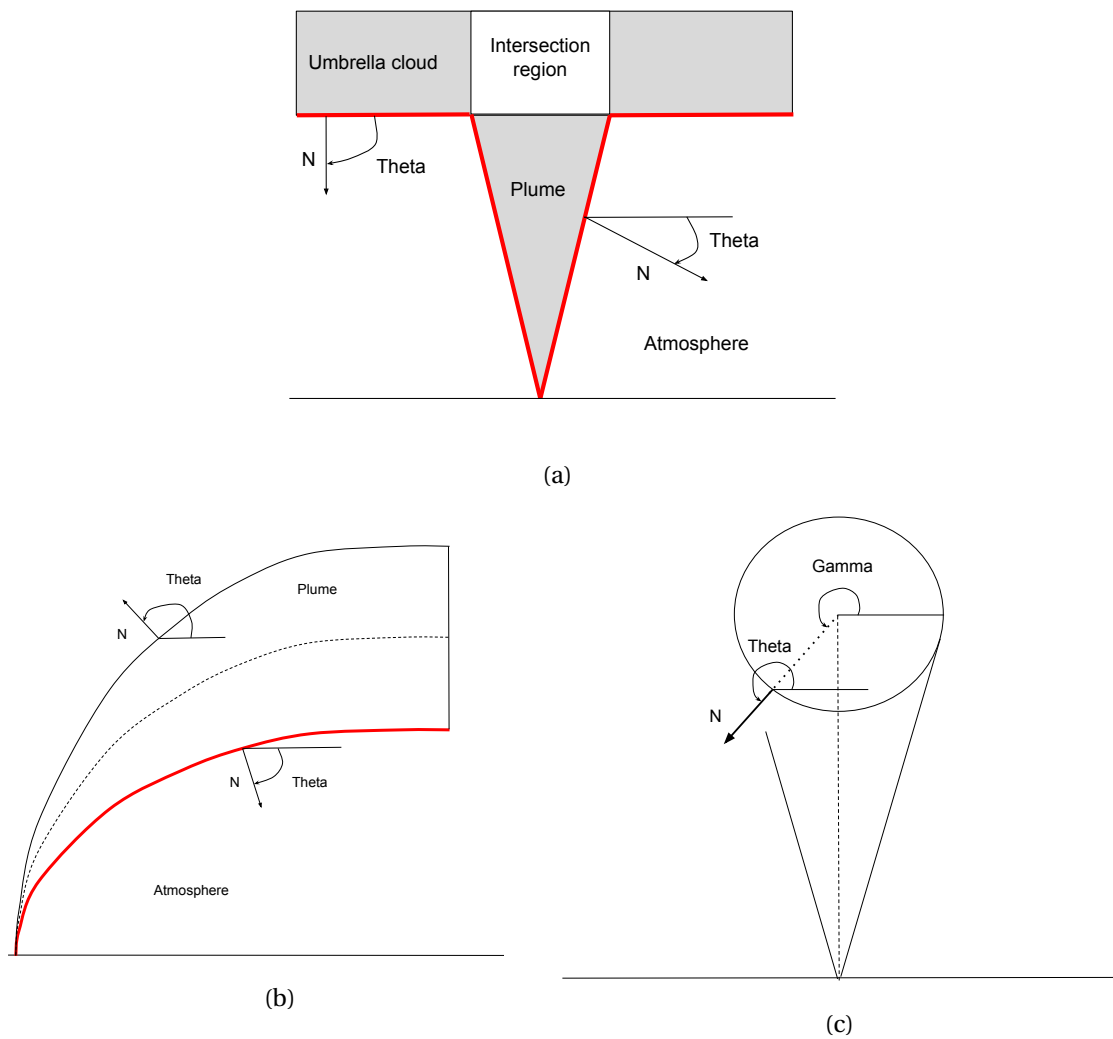 Umbrella cloud
Intersection
region
N
Theta
Plume
Theta
N
Atmosphere
(a)
Theta
Plume
N
N
Theta
Atmosphere
(b)
Gamma
Theta
N
(c)